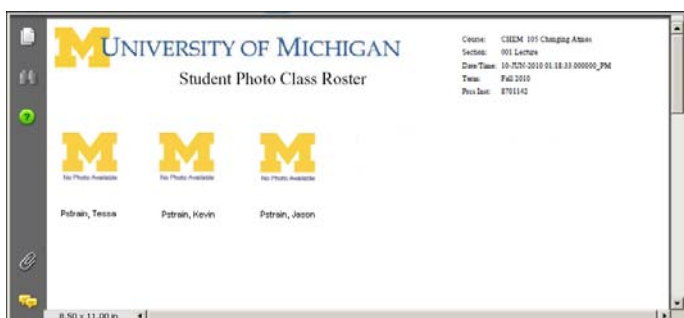 M UNIVERSITY OF MICHIGAN
Student Photo Class Roster
Course: CHEM 105 Changing Atmos
Section: 001 Lecture
Date/Time: 10-JUN-2010 01.18.33.000000_PM
Term: Fall 2010
Prcs Inst: 8701142
M M M
No Photo Available No Photo Available No Photo Available
Pstrain, Tessa Pstrain, Kevin Pstrain, Jason
8.50 x 11.00 in